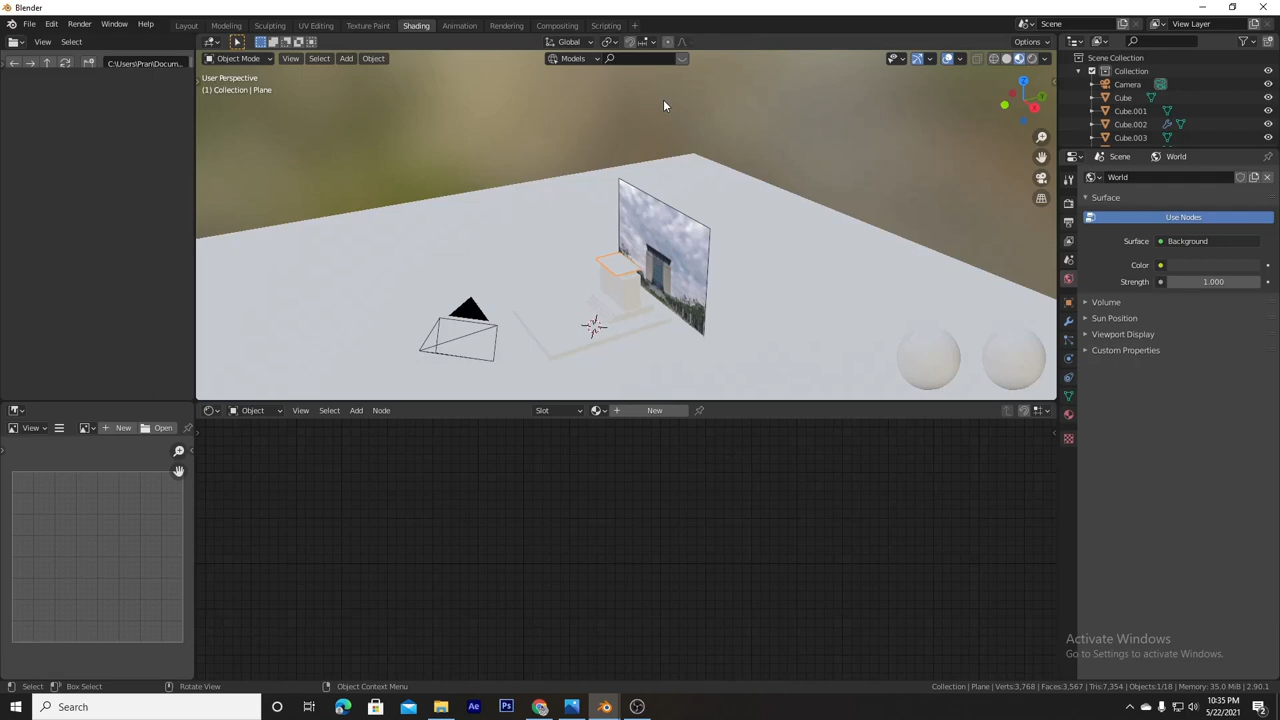 Blender
File Edit Render Window Help
Layout Modeling Sculpting UV Editing Texture Paint Shading Animation Rendering Compositing Scripting +
Scene View Layer
View Select
Global
Options
C:\Users\Pran\Docum...
Object Mode View Select Add Object
Models
User Perspective
(1) Collection | Plane
Z
Y
X
Scene Collection
Collection
Camera
Cube
Cube.001
Cube.002
Cube.003
Scene World
World
Surface
Use Nodes
Surface Background
Color
Strength 1.000
Volume
Sun Position
Viewport Display
Custom Properties
Object View Select Add Node
Slot
+ New
View + New Open
Activate Windows
Go to Settings to activate Windows.
Select Box Select Rotate View Object Context Menu
Collection | Plane | Verts:3,768 | Faces:3,567 | Tris:7,354 | Objects:1/18 | Memory: 35.0 MiB | 2.90.1
Search
Ae
Ps
10:35 PM
5/22/2021
2